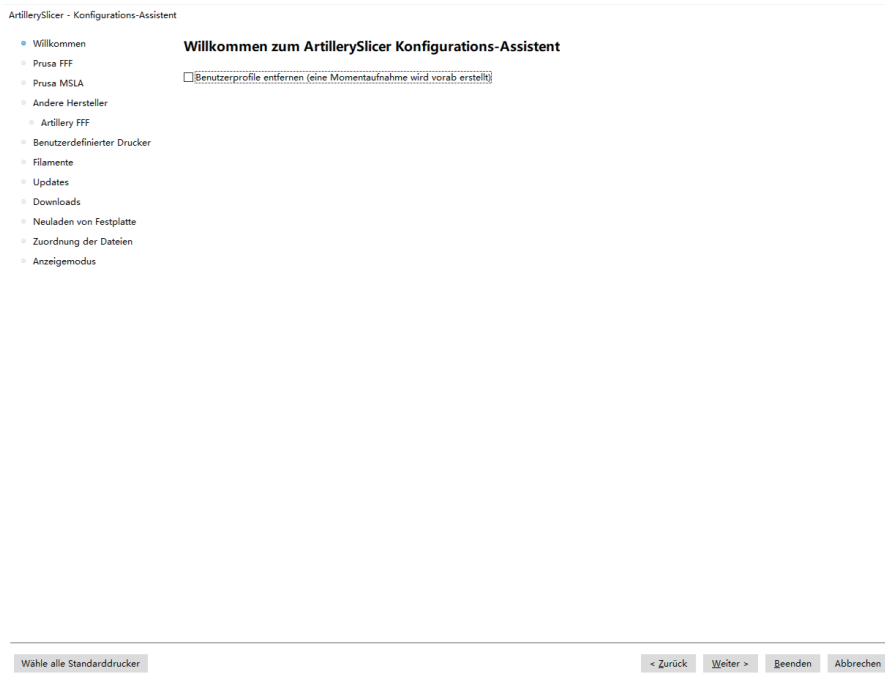 ArtillerySlicer - Konfigurations-Assistent
Willkommen
Prusa FFF
Prusa MSLA
Andere Hersteller
Artillery FFF
Benutzerdefinierter Drucker
Filamente
Updates
Downloads
Neuladen von Festplatte
Zuordnung der Dateien
Anzeigemodus
Willkommen zum ArtillerySlicer Konfigurations-Assistent
Benutzerprofile entfernen (eine Momentaufnahme wird vorab erstellt)
Wähle alle Standarddrucker
< Zurück
Weiter >
Beenden
Abbrechen